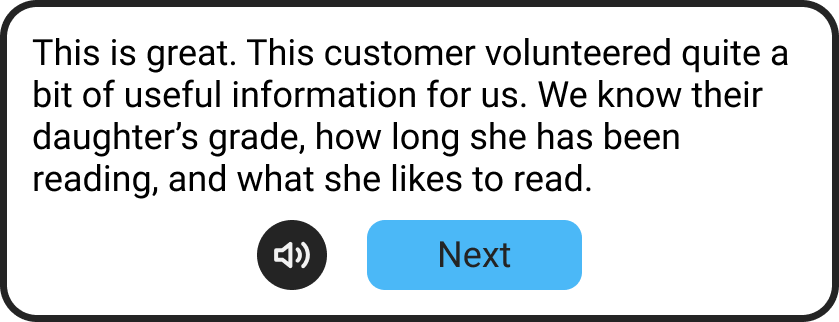 This is great. This customer volunteered quite a
bit of useful information for us. We know their
daughter’s grade, how long she has been
reading, and what she likes to read.
Next